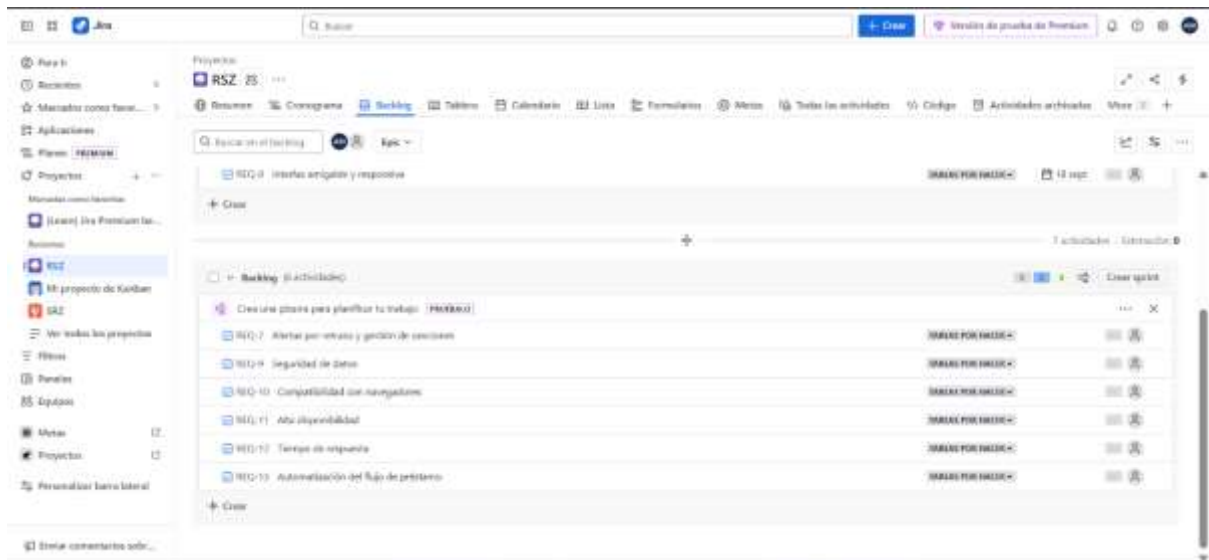 Jira
Buscar
+ Crear
Versión de prueba de Premium
Para ti
Recientes
Marcados como favor...
Aplicaciones
Planes PREMIUM
Proyectos
Marcados como favoritos
(Learn) Jira Premium be...
Recientes
RSZ
Mi proyecto de Kanban
SRZ
Ver todos los proyectos
Filtros
Paneles
Equipos
Metas
Proyectos
Personalizar barra lateral
Enviar comentarios sobr...
Proyectos
RSZ
Resumen Cronograma Backlog Tablero Calendario Lista Formularios Metas Todas las actividades Código Actividades archivadas More
Buscar en el backlog Epic
REQ-8 Interfaz amigable y responsiva TAREAS POR HACER 18 sept
+ Crear
7 actividades Estimación: 0
Backlog (6 actividades) Crear sprint
Crea una pizarra para planificar tu trabajo PRUÉBALO
REQ-7 Alertas por retraso y gestión de sanciones TAREAS POR HACER
REQ-9 Seguridad de datos TAREAS POR HACER
REQ-10 Compatibilidad con navegadores TAREAS POR HACER
REQ-11 Alta disponibilidad TAREAS POR HACER
REQ-12 Tiempo de respuesta TAREAS POR HACER
REQ-13 Automatización del flujo de préstamo TAREAS POR HACER
+ Crear